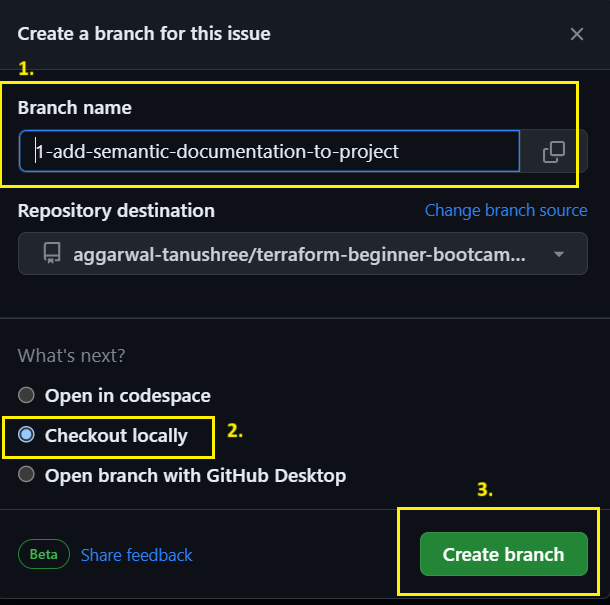 Create a branch for this issue
1.
Branch name
1-add-semantic-documentation-to-project
Repository destination
Change branch source
aggarwal-tanushree/terraform-beginner-bootcam...
What's next?
Open in codespace
Checkout locally
2.
Open branch with GitHub Desktop
3.
Beta
Share feedback
Create branch